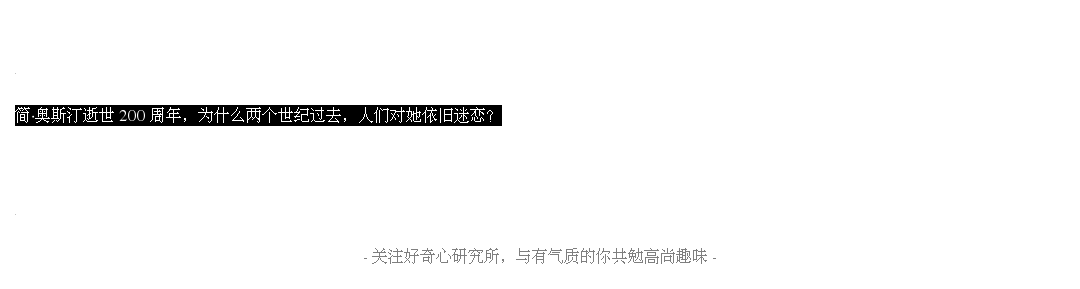 简·奥斯汀逝世 200 周年，为什么两个世纪过去，人们对她依旧迷恋？
- 关注好奇心研究所，与有气质的你共勉高尚趣味 -